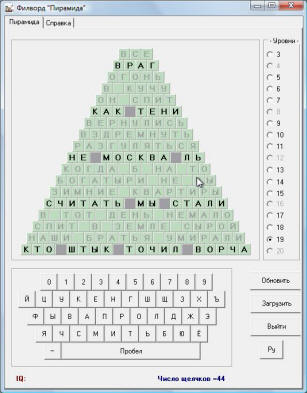 Филворд "Пирамида"
Пирамида Справка
Уровни
ВСЕ
ВРАГ
ОГОНЬ
В КУЧУ
ОН СПИТ
КАК ТЕНИ
ВЕРНУЛИСЬ
ВЗДРЕМНУТЬ
РАЗГУЛЯТЬСЯ
НЕ МОСКВА ЛЬ
КОГДА Б НА ТО
БОГАТЫРИ НЕ ВЫ
ЗИМНИЕ КВАРТИРЫ
СЧИТАТЬ МЫ СТАЛИ
В ТОТ ДЕНЬ НЕМАЛО
СПИТ В ЗЕМЛЕ СЫРОЙ
НАШИ БРАТЬЯ УМИРАЛИ
КТО ШТЫК ТОЧИЛ ВОРЧА
3
4
5
6
7
8
9
10
11
12
13
14
15
16
17
18
19
20
0 1 2 3 4 5 6 7 8 9
Й Ц У К Е Н Г Ш Щ З Х Ъ
Ф Ы В А П Р О Л Д Ж Э
Я Ч С М И Т Ь Б Ю Ё
– Пробел
Обновить
Загрузить
Выйти
Ру
IQ: Число щелчков =44